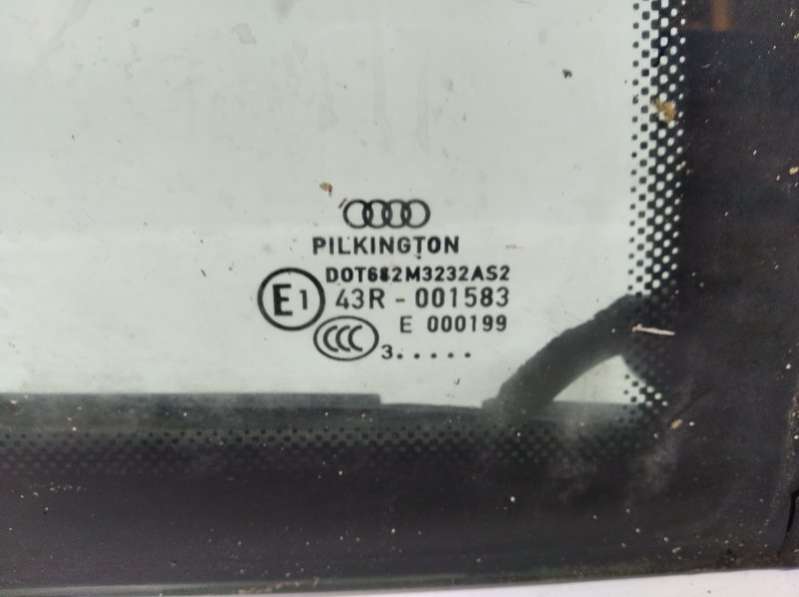 PILKINGTON
DOT682M3232AS2
E1 43R - 001583
E 000199
CCC
3.....